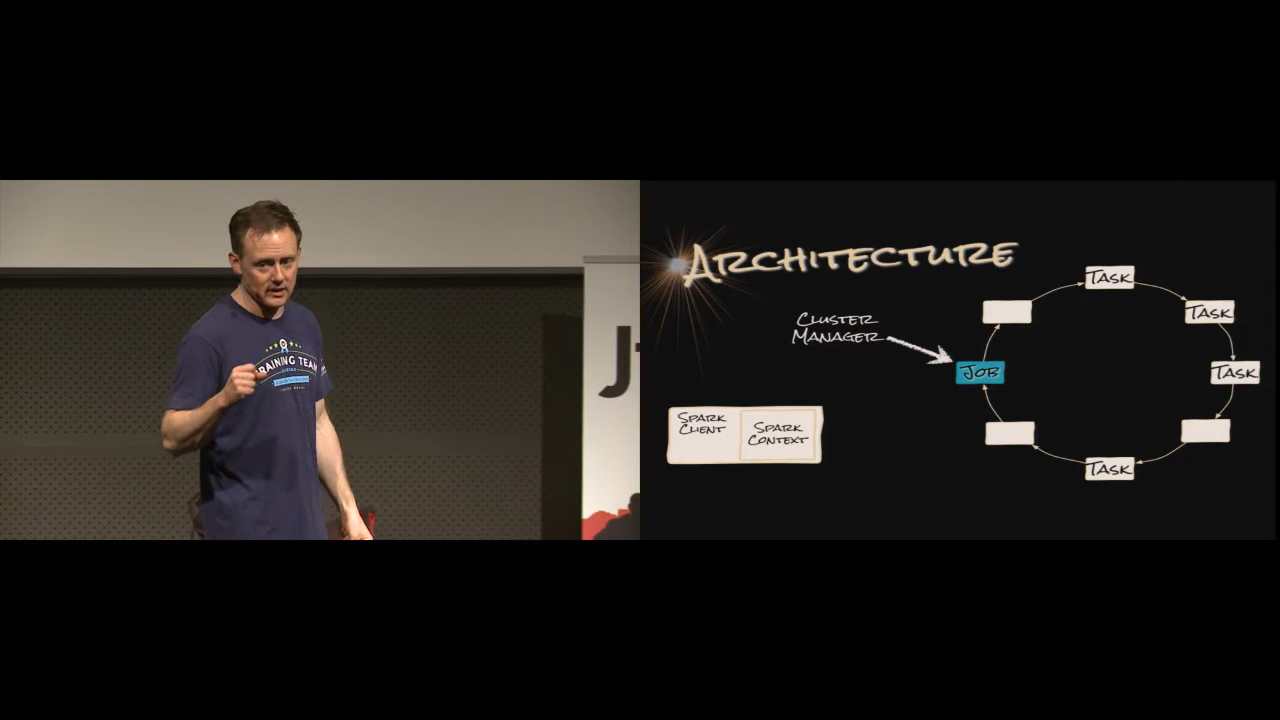 TRAINING TEAM
J
ARCHITECTURE
TASK
TASK
CLUSTER
MANAGER
JOB
TASK
SPARK
CLIENT
SPARK
CONTEXT
TASK